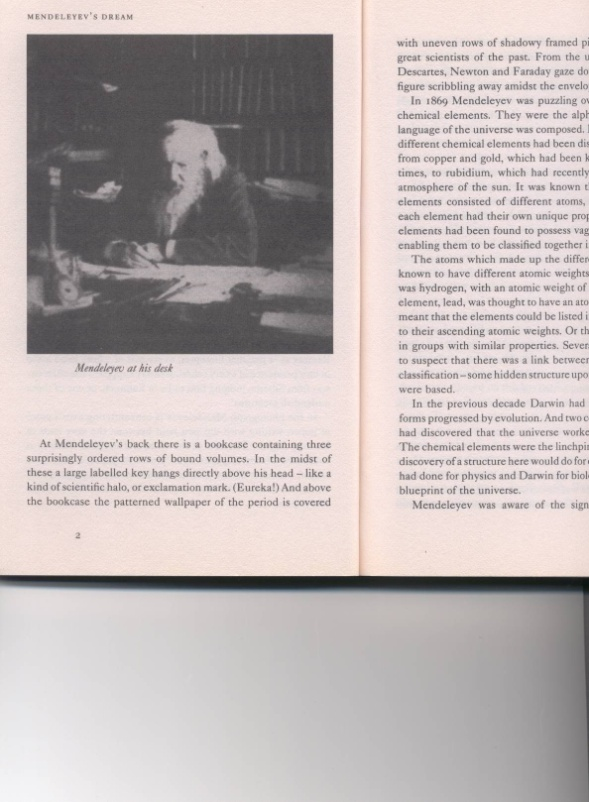 MENDELEYEV'S DREAM
Mendeleyev at his desk
At Mendeleyev's back there is a bookcase containing three
surprisingly ordered rows of bound volumes. In the midst of
these a large labelled key hangs directly above his head – like a
kind of scientific halo, or exclamation mark. (Eureka!) And above
the bookcase the patterned wallpaper of the period is covered
2
with uneven rows of shadowy framed
great scientists of the past. From the
Descartes, Newton and Faraday gaze
figure scribbling away amidst the
In 1869 Mendeleyev was puzzling
chemical elements. They were the
language of the universe was composed.
different chemical elements had been
from copper and gold, which had been
times, to rubidium, which had recently
atmosphere of the sun. It was known
elements consisted of different atoms,
each element had their own unique
elements had been found to possess
enabling them to be classified together
The atoms which made up the
known to have different atomic weights
was hydrogen, with an atomic weight of
element, lead, was thought to have an
meant that the elements could be listed
to their ascending atomic weights. Or
in groups with similar properties.
to suspect that there was a link between
classification – some hidden structure
were based.
In the previous decade Darwin had
forms progressed by evolution. And two
had discovered that the universe
The chemical elements were the
discovery of a structure here would do for
had done for physics and Darwin for
blueprint of the universe.
Mendeleyev was aware of the